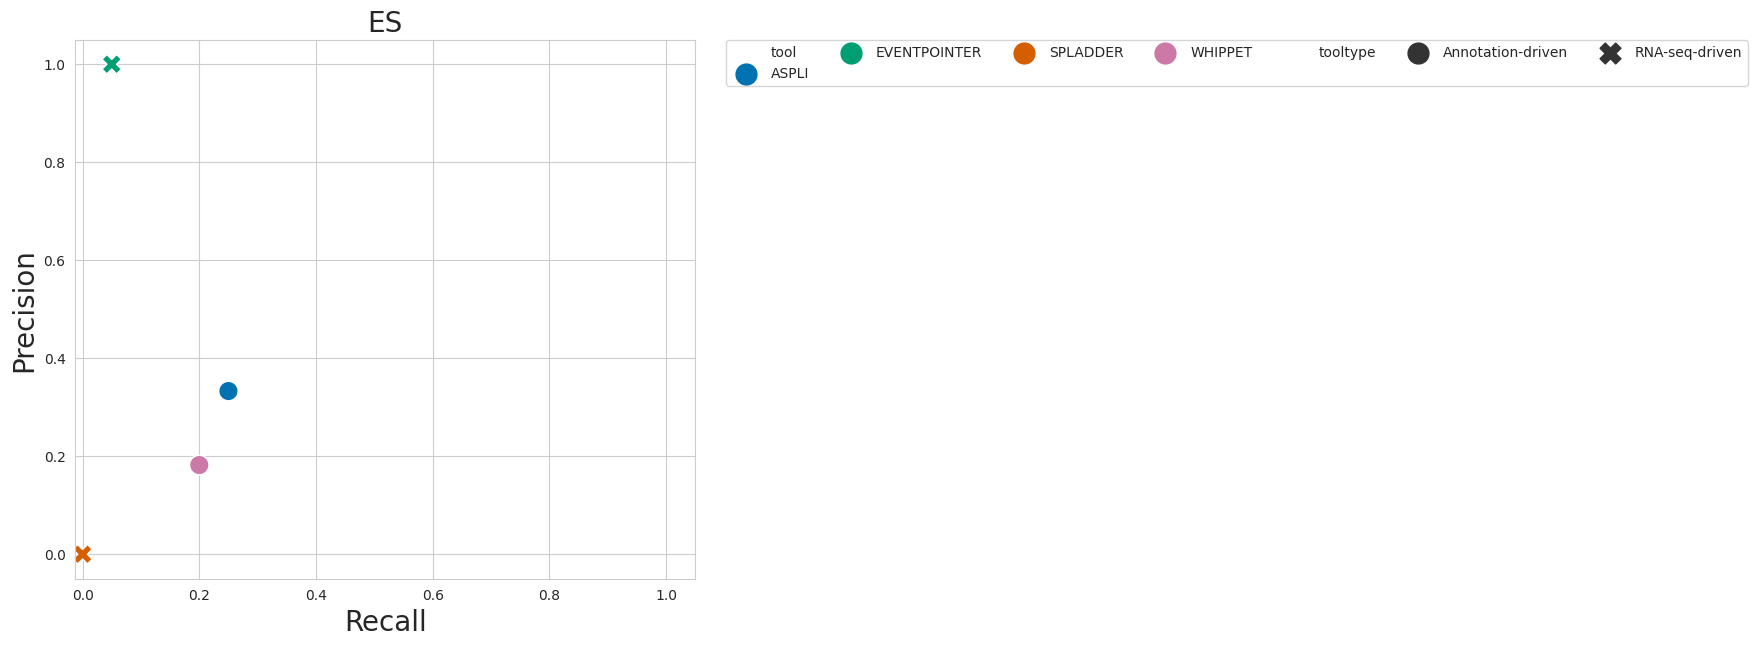 ES
1.0
0.8
0.6
0.4
0.2
0.0
Precision
0.0 0.2 0.4 0.6 0.8 1.0
Recall
tool EVENTPOINTER SPLADDER WHIPPET tooltype Annotation-driven RNA-seq-driven
ASPLI